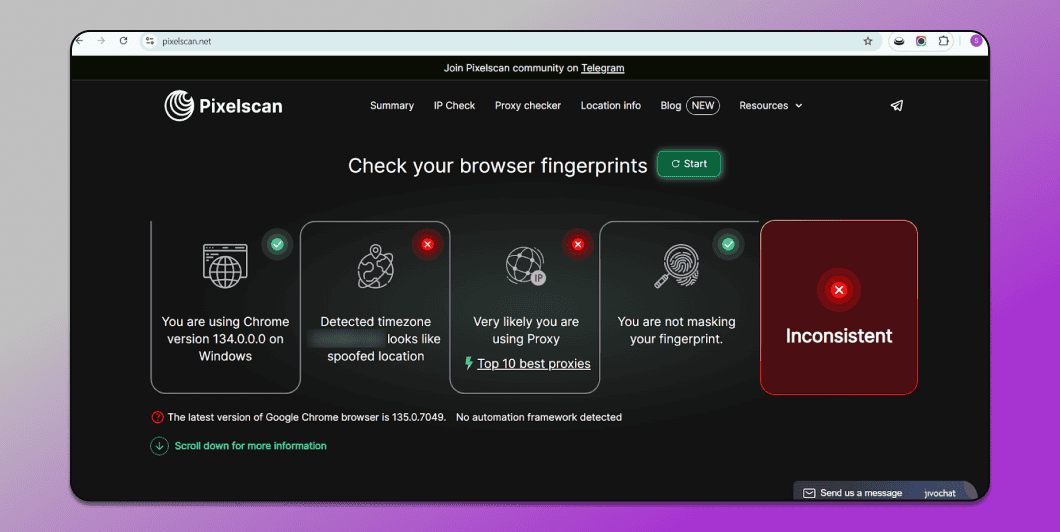 pixelscan.net
S
Join Pixelscan community on Telegram
Pixelscan
Summary IP Check Proxy checker Location info Blog NEW Resources
Check your browser fingerprints Start
You are using Chrome
version 134.0.0.0 on
Windows
Detected timezone
looks like
spoofed location
IP
Very likely you are
using Proxy
Top 10 best proxies
You are not masking
your fingerprint.
Inconsistent
? The latest version of Google Chrome browser is 135.0.7049. No automation framework detected
Scroll down for more information
Send us a message jivochat